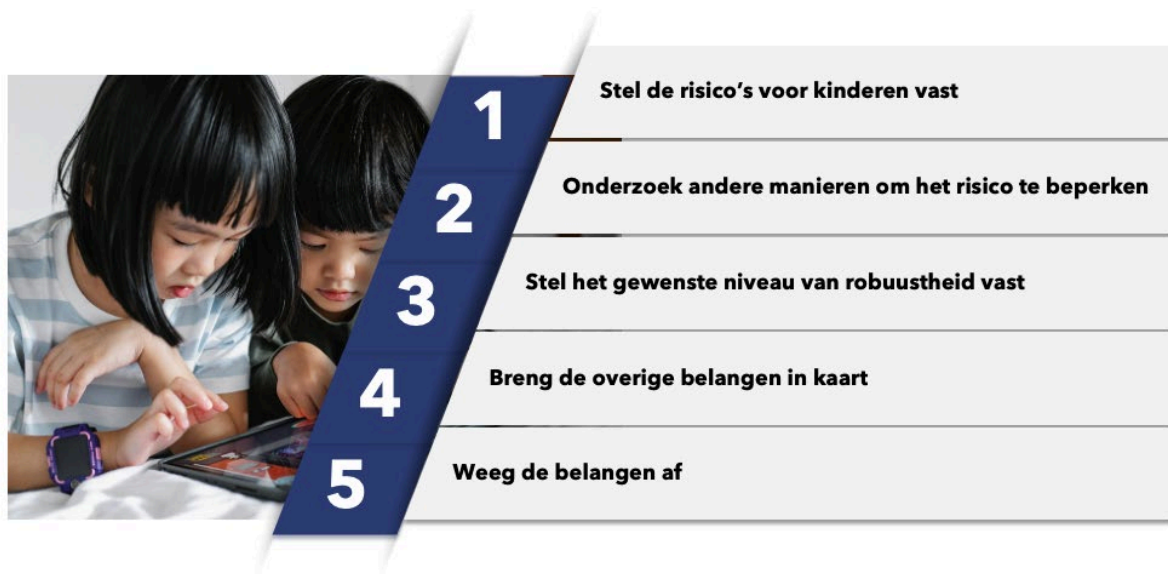 1
Stel de risico's voor kinderen vast
2
Onderzoek andere manieren om het risico te beperken
3
Stel het gewenste niveau van robuustheid vast
4
Breng de overige belangen in kaart
5
Weeg de belangen af